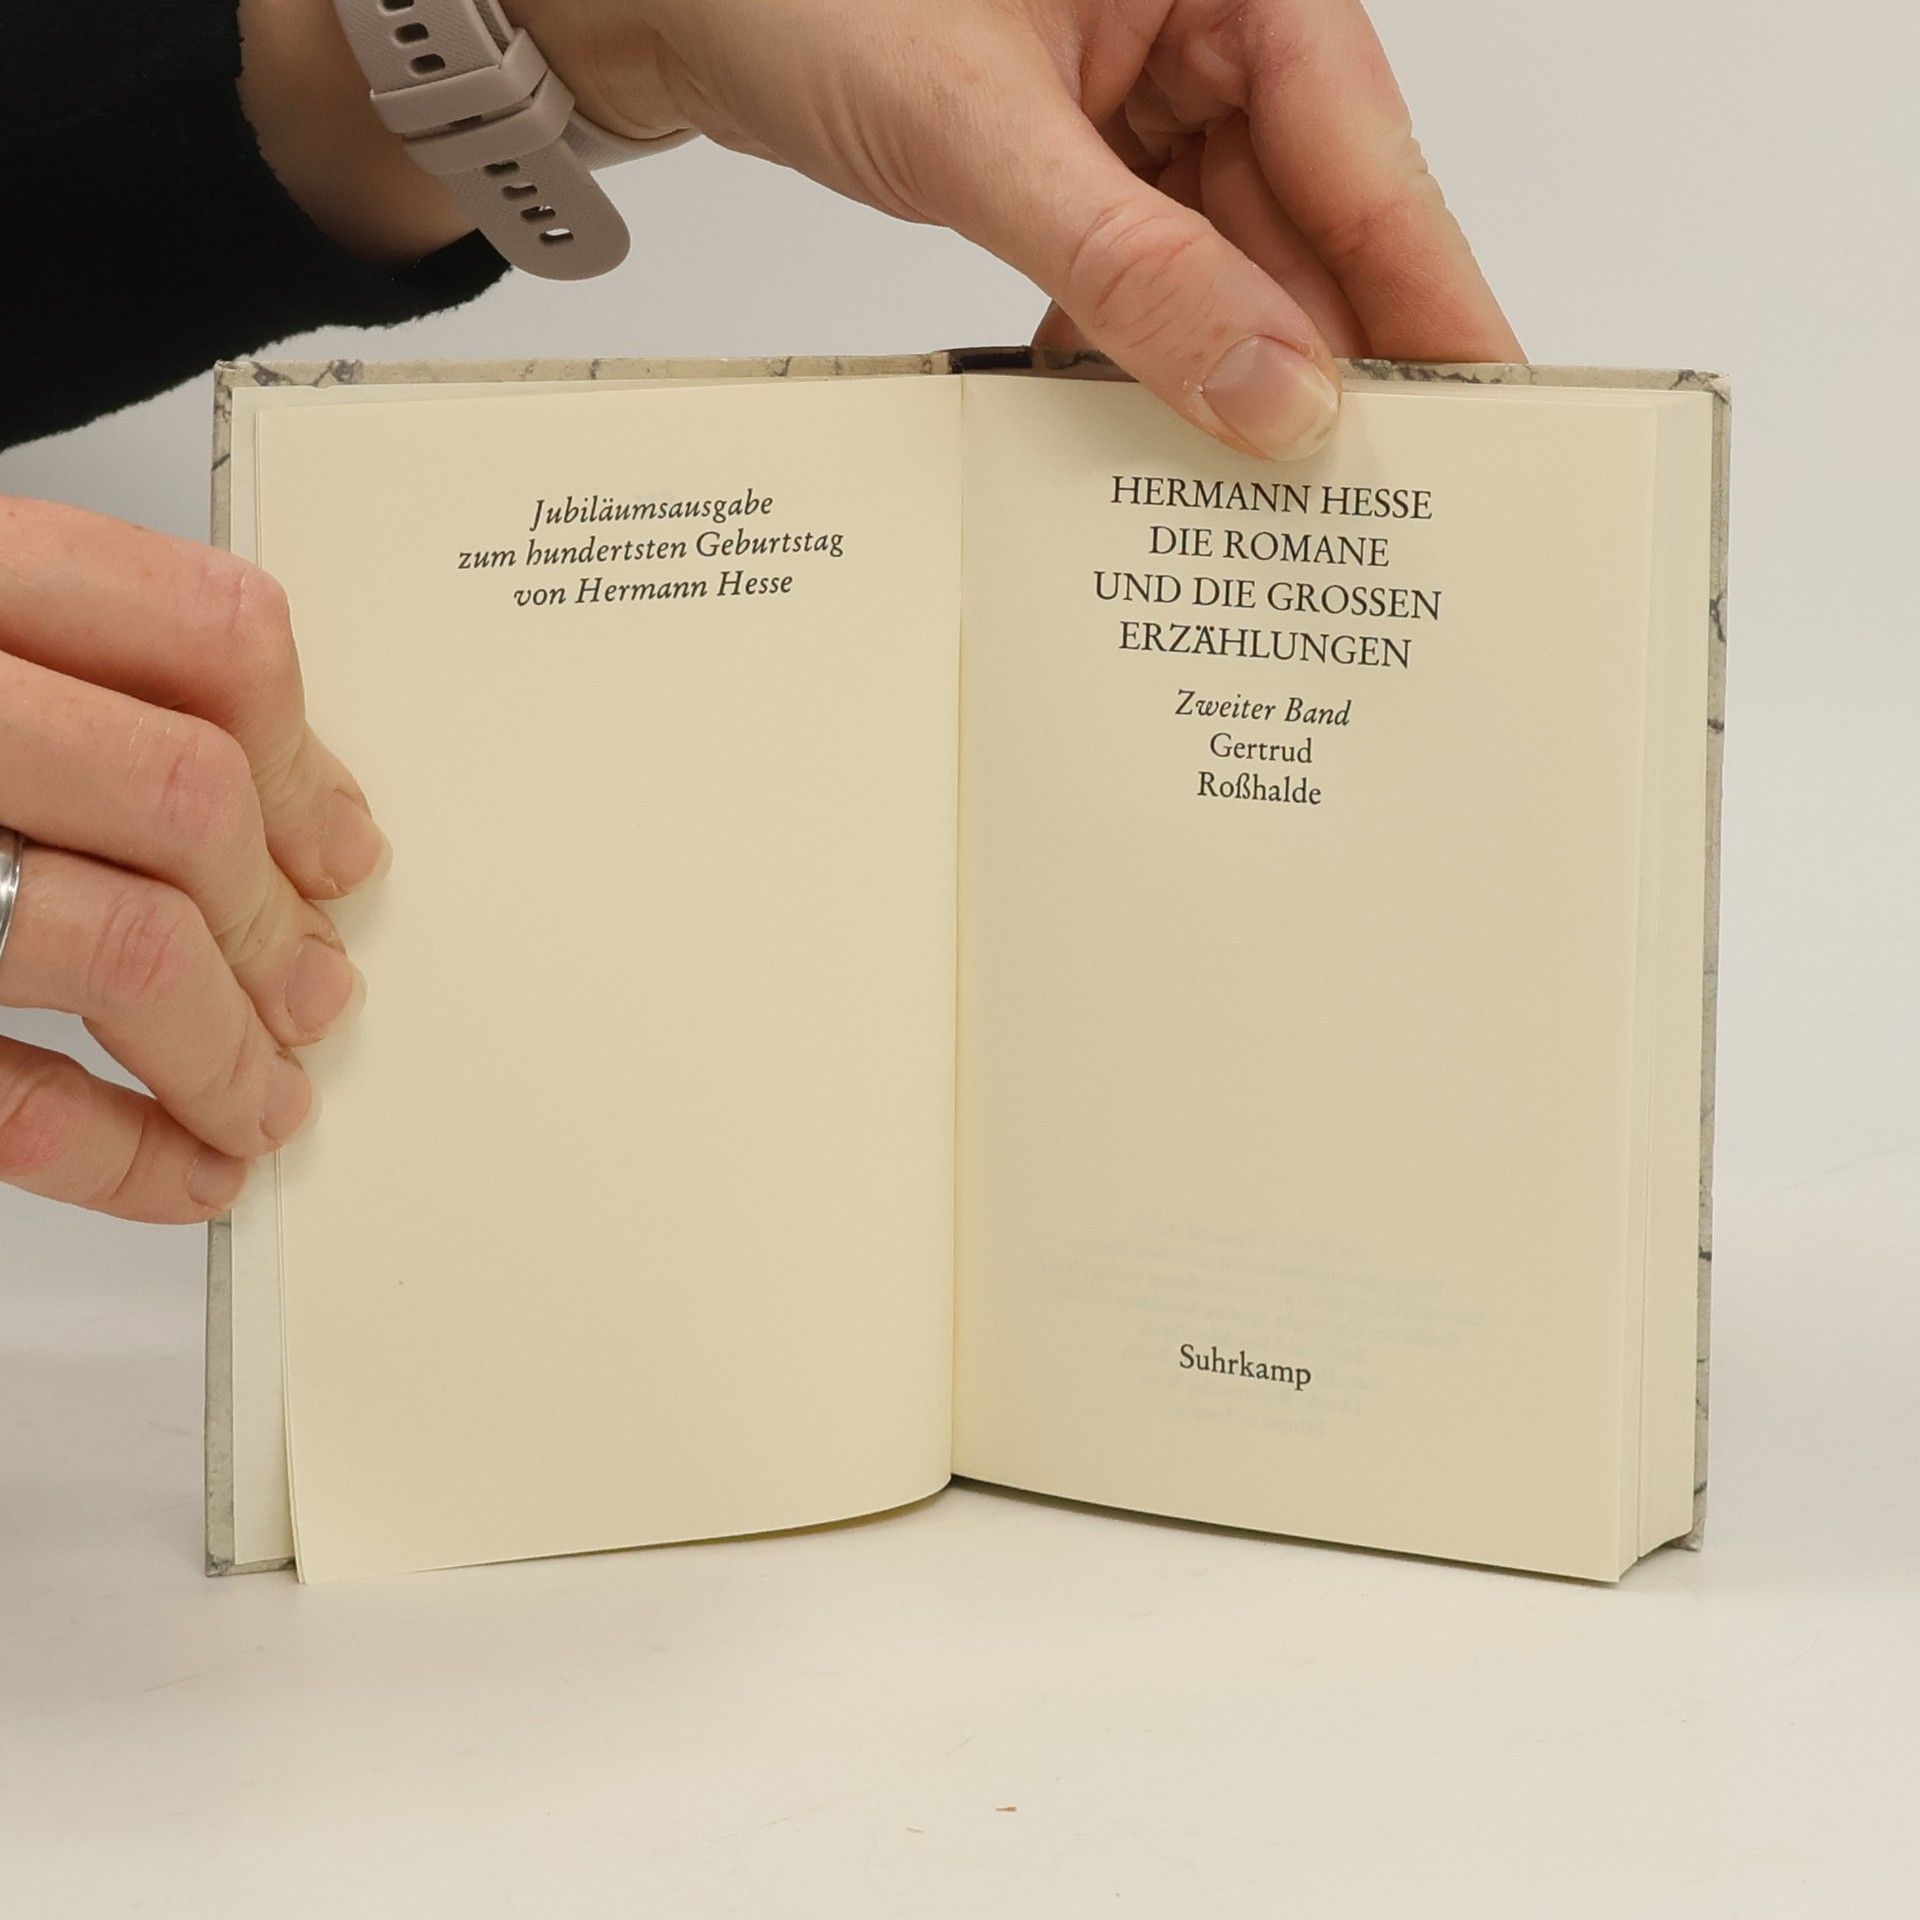 Jubiläumsausgabe
zum hundertsten Geburtstag
von Hermann Hesse
HERMANN HESSE
DIE ROMANE
UND DIE GROSSEN
ERZÄHLUNGEN
Zweiter Band
Gertrud
Roßhalde
Suhrkamp